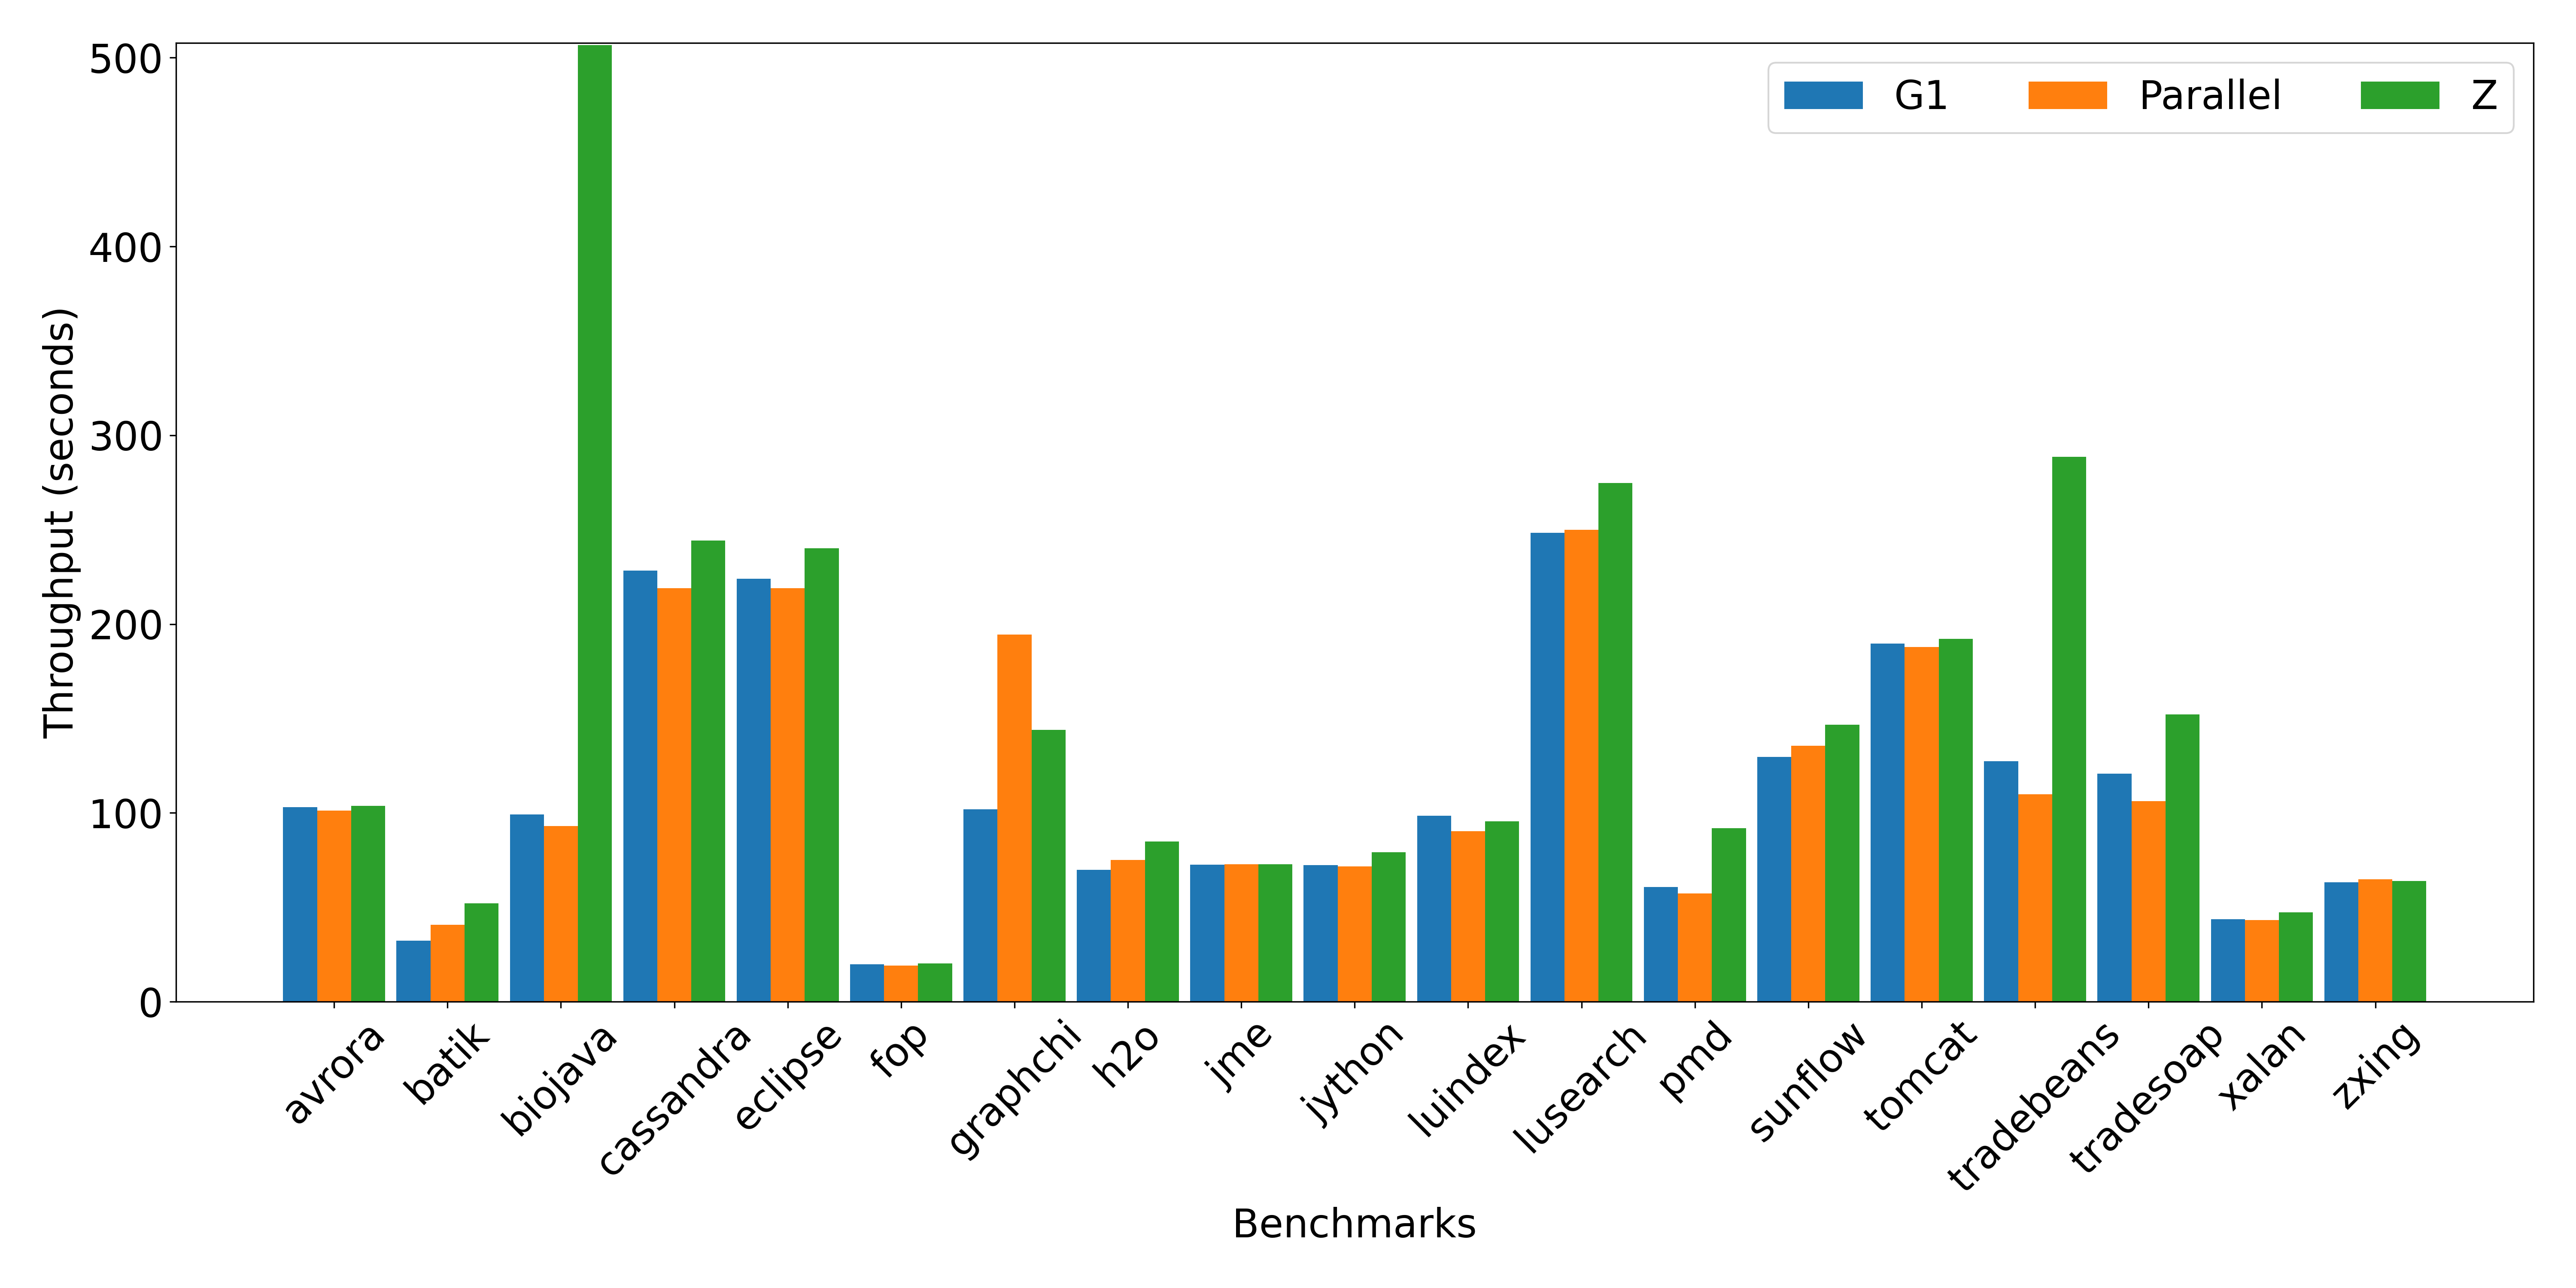 Throughput (seconds)
500
400
300
200
100
0
G1 Parallel Z
avrora batik biojava cassandra eclipse fop graphchi h2o jme jython luindex lusearch pmd sunflow tomcat tradebeans tradesoap xalan zxing
Benchmarks